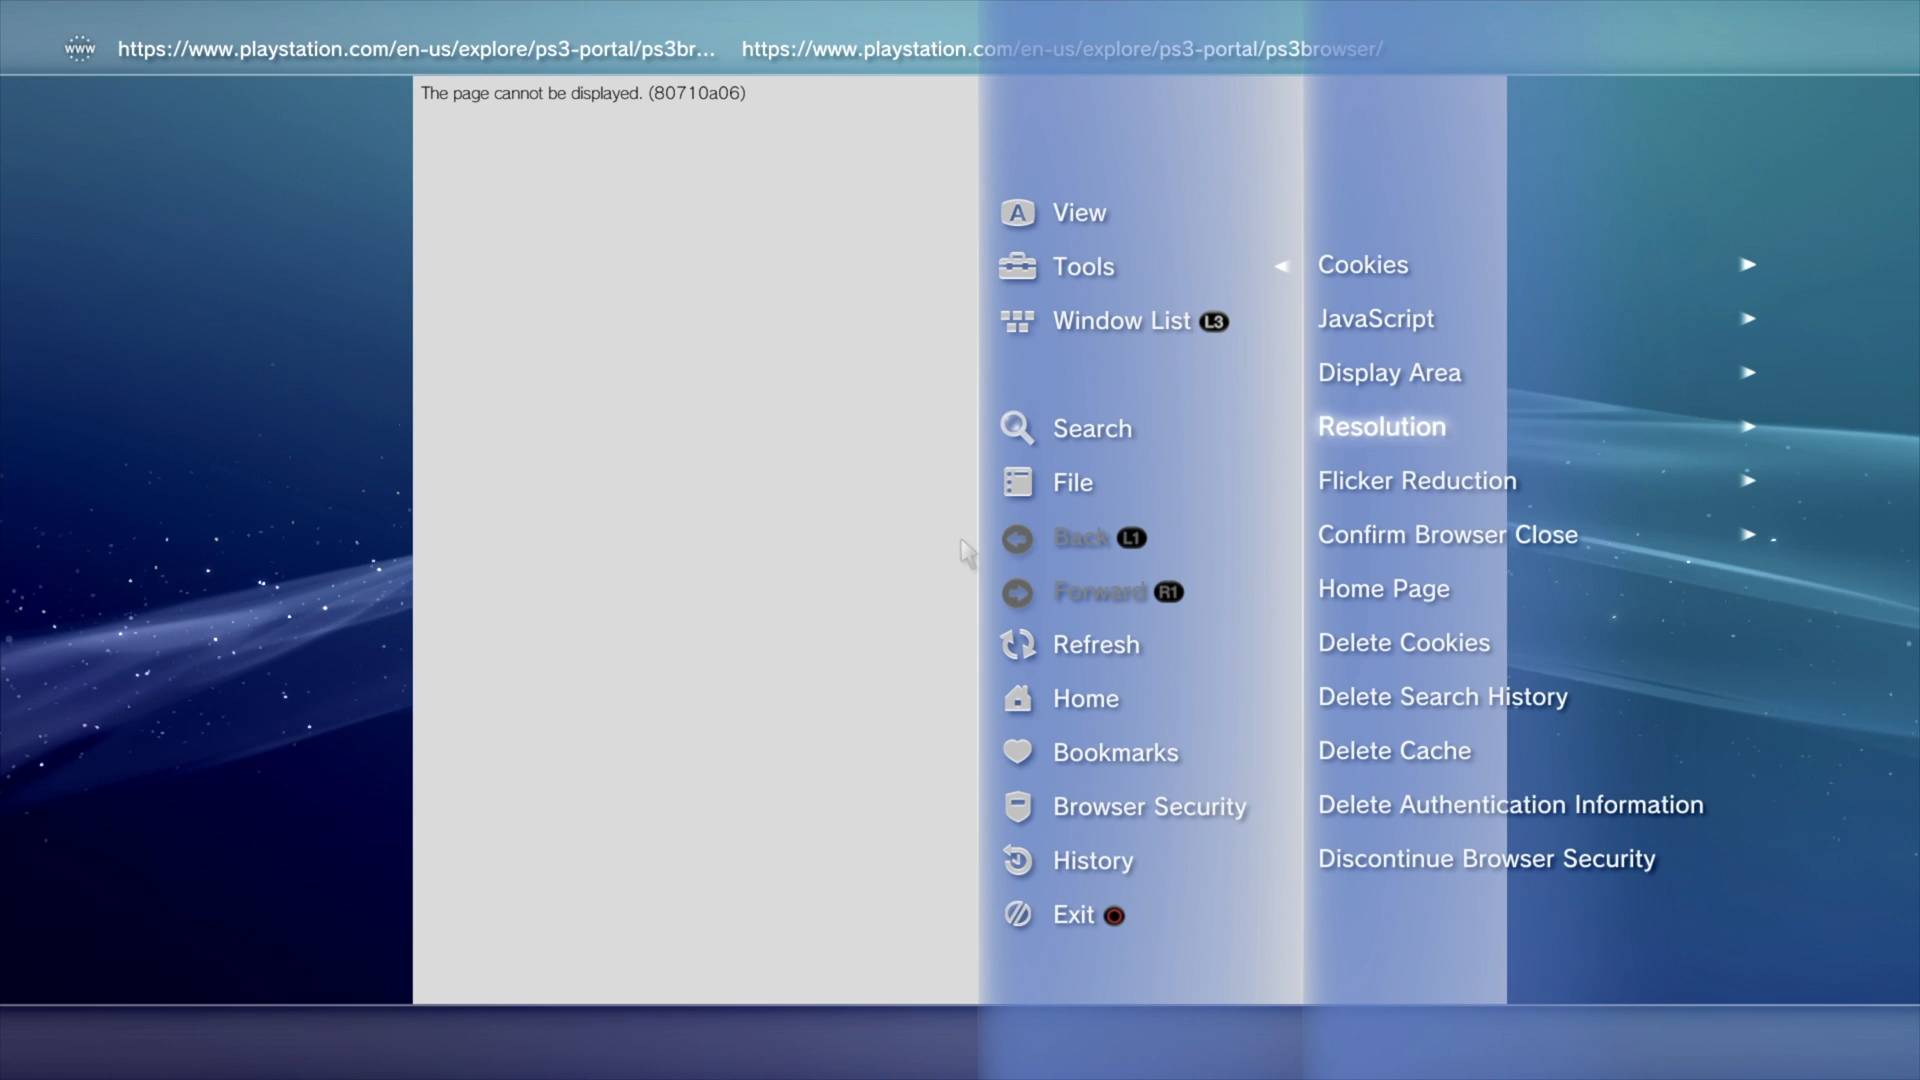 www https://www.playstation.com/en-us/explore/ps3-portal/ps3br... https://www.playstation.com/en-us/explore/ps3-portal/ps3browser/
The page cannot be displayed. (80710a06)
A View
Tools
Window List L3
Search
File
Back L1
Forward R1
Refresh
Home
Bookmarks
Browser Security
History
Exit
Cookies
JavaScript
Display Area
Resolution
Flicker Reduction
Confirm Browser Close
Home Page
Delete Cookies
Delete Search History
Delete Cache
Delete Authentication Information
Discontinue Browser Security